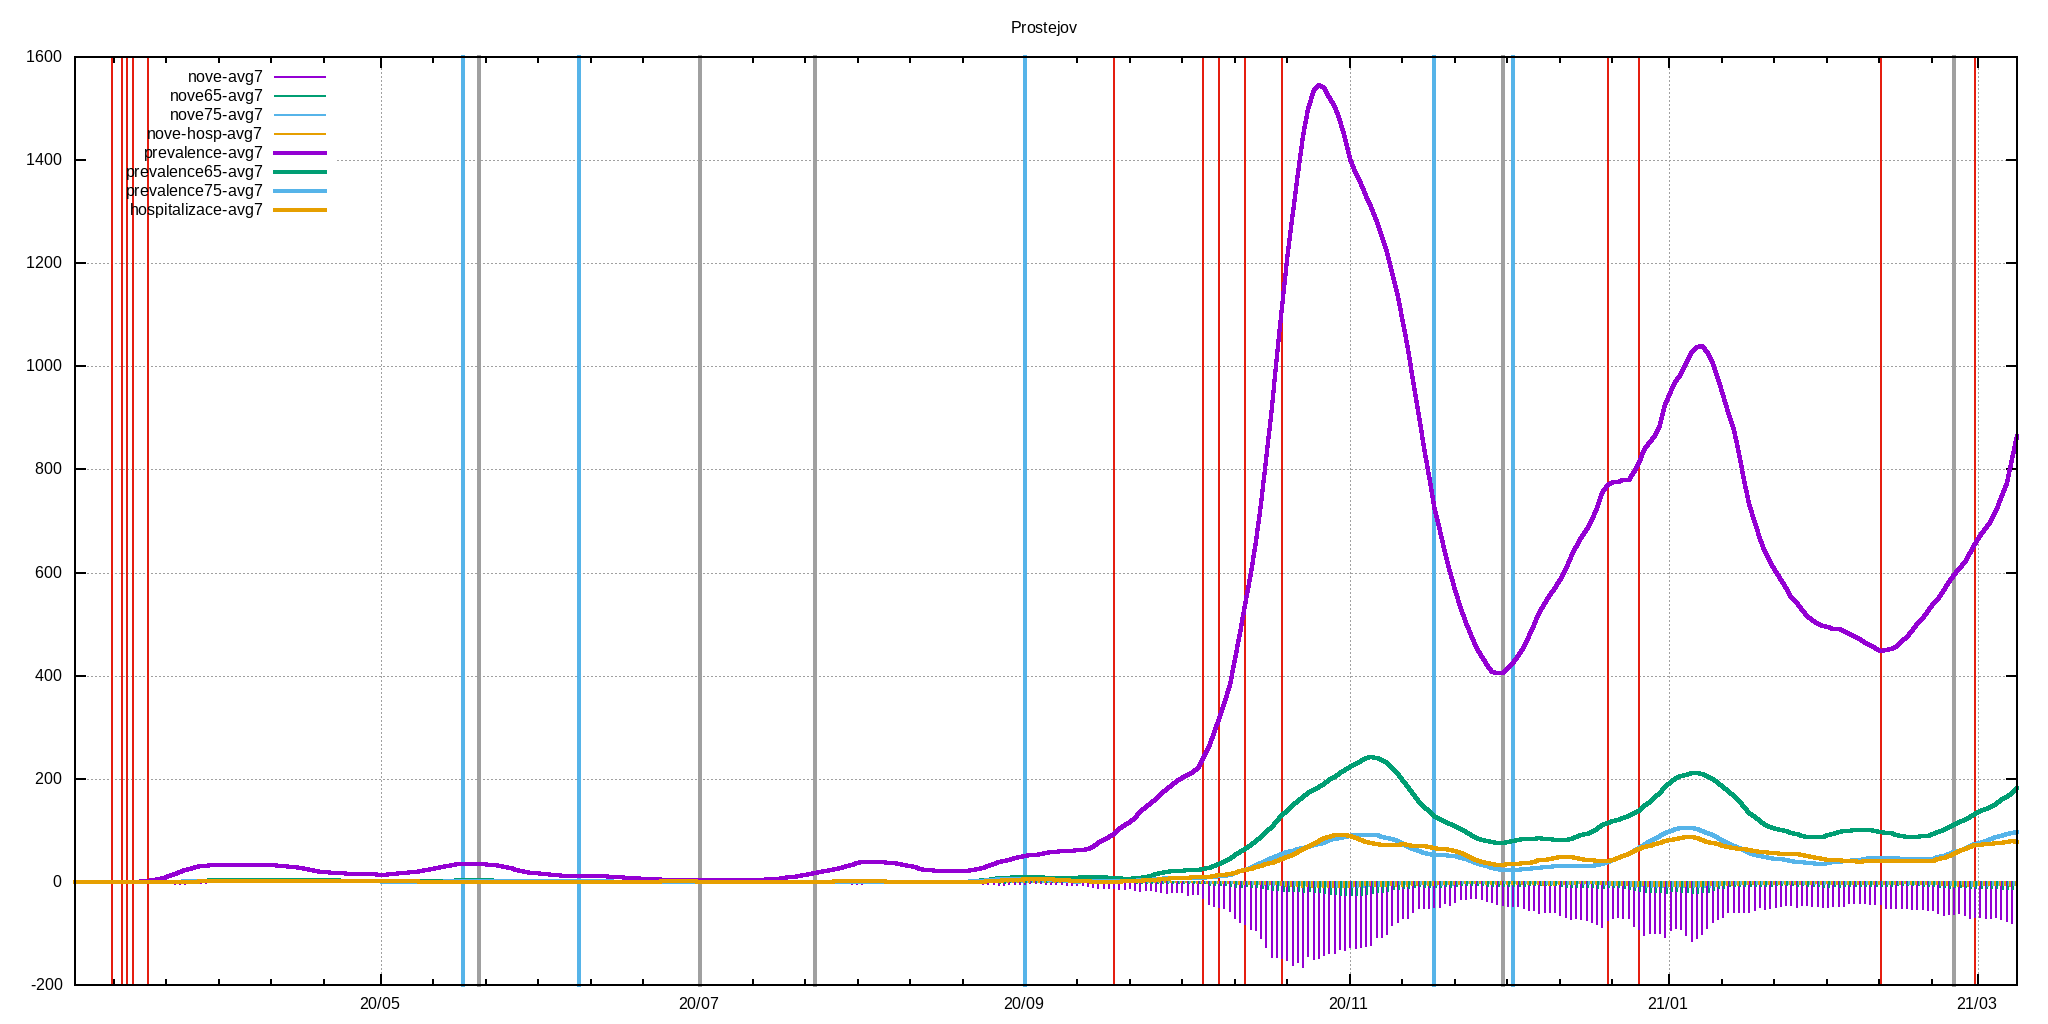 Prostejov
1600
1400
1200
1000
800
600
400
200
0
-200
nove-avg7
nove65-avg7
nove75-avg7
nove-hosp-avg7
prevalence-avg7
prevalence65-avg7
prevalence75-avg7
hospitalizace-avg7
20/05 20/07 20/09 20/11 21/01 21/03